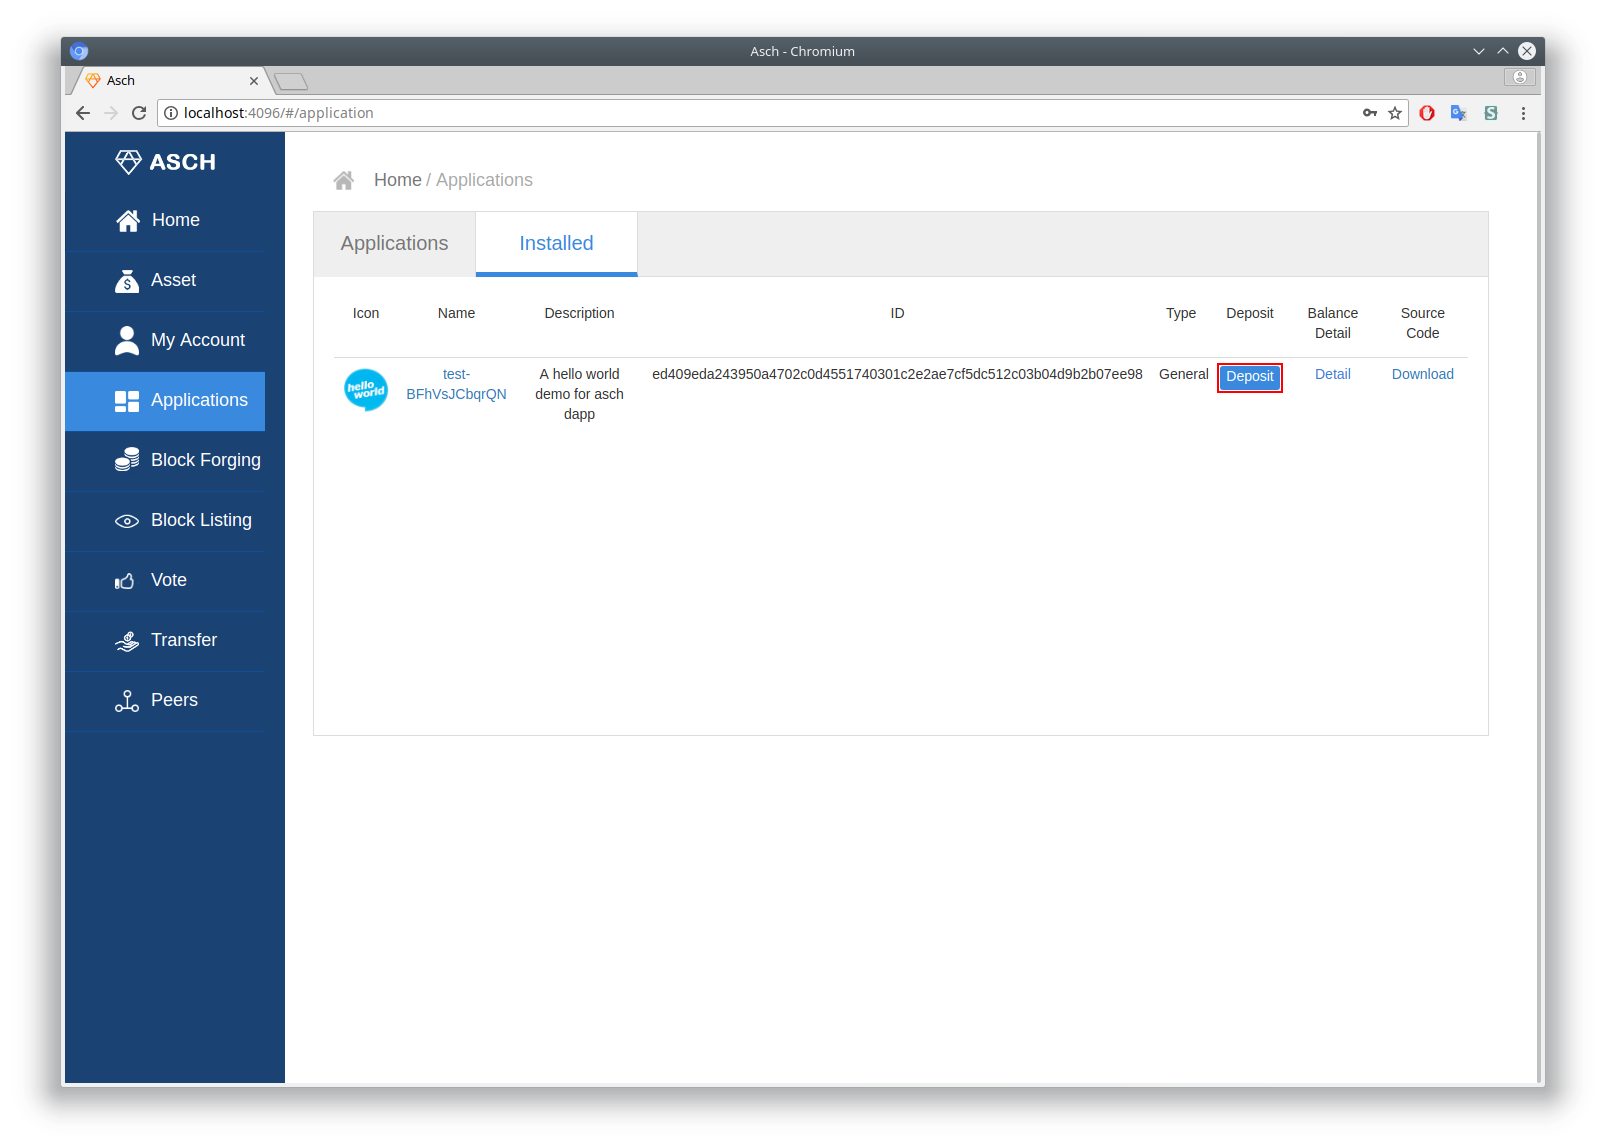 Asch - Chromium
Asch
localhost:4096/#/application
ASCH
Home
Asset
My Account
Applications
Block Forging
Block Listing
Vote
Transfer
Peers
Home / Applications
Applications
Installed
Icon
Name
Description
ID
Type
Deposit
Balance
Detail
Source
Code
hello
world
test-
BFhVsJCbqrQN
A hello world
demo for asch
dapp
ed409eda243950a4702c0d4551740301c2e2ae7cf5dc512c03b04d9b2b07ee98
General
Deposit
Detail
Download